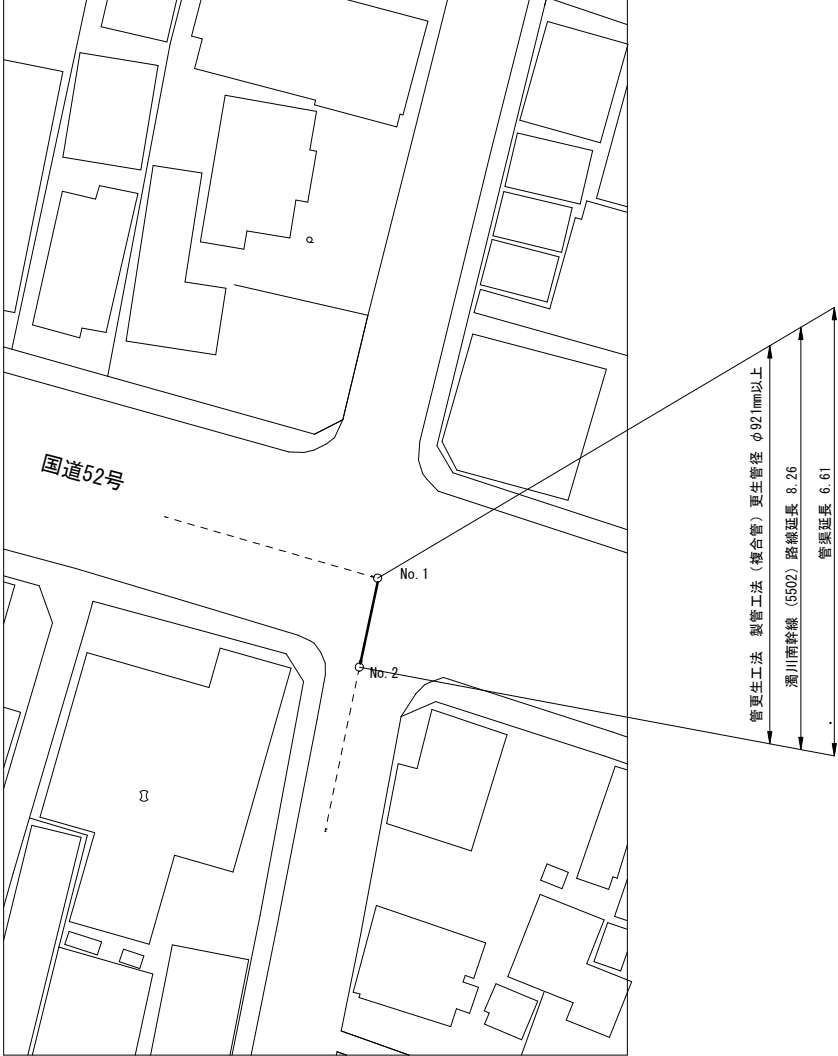 国道52号
No. 1
No. 2
管更生工法 製管工法（複合管）更生管径 φ921mm以上
濁川南幹線（5502）路線延長 8.26
管渠延長 6.61